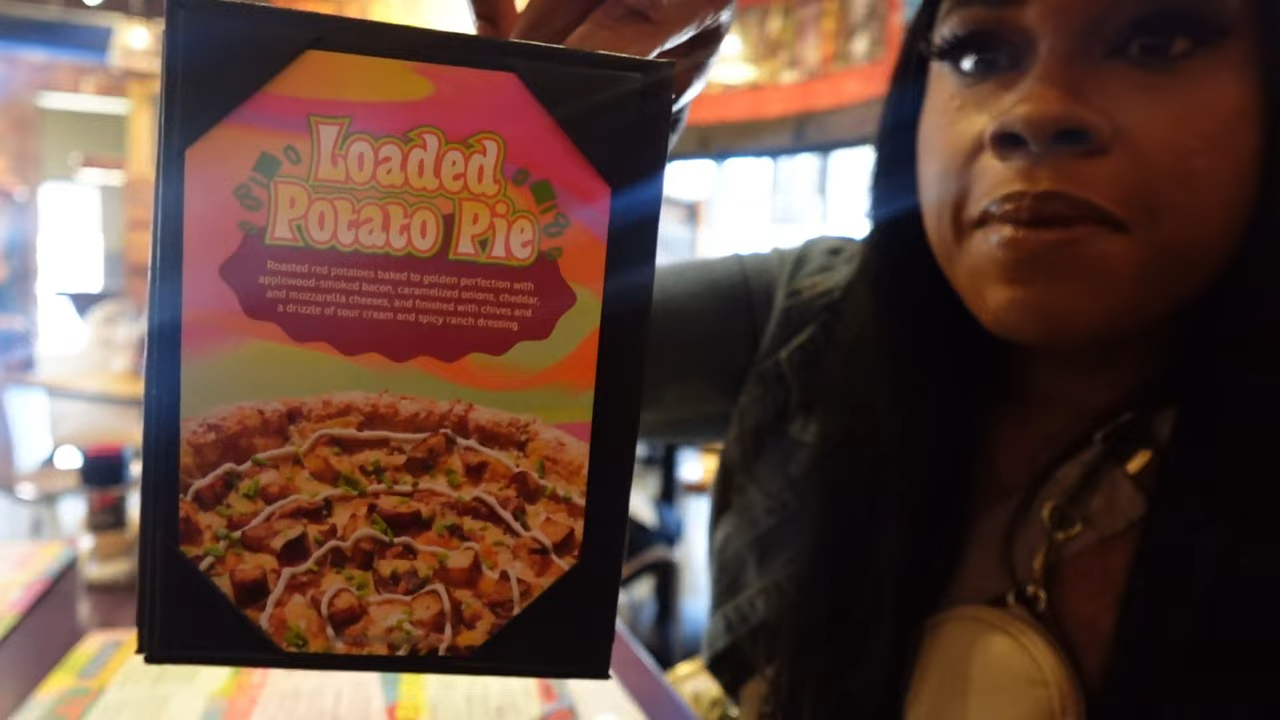 Loaded
Potato Pie
Roasted red potatoes baked to golden perfection with
applewood-smoked bacon, caramelized onions, cheddar,
and mozzarella cheeses, and finished with chives and
a drizzle of sour cream and spicy ranch dressing.